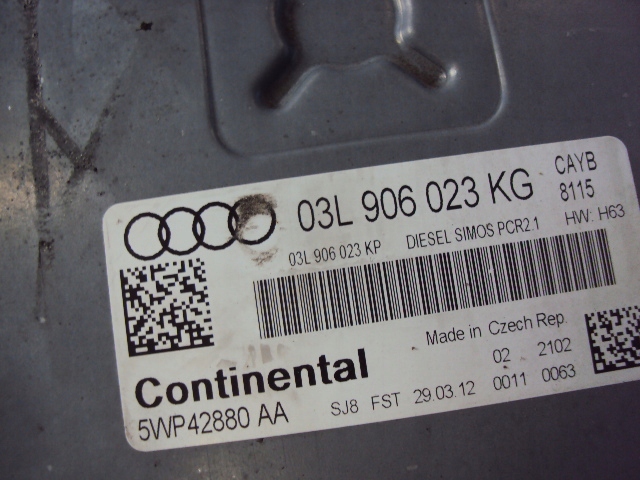 03L 906 023 KG
CAYB
8115
03L 906 023 KP DIESEL SIMOS PCR2.1 HW: H63
Made in Czech Rep.
Continental
02 2102
5WP42880 AA SJ8 FST 29.03.12 0011 0063